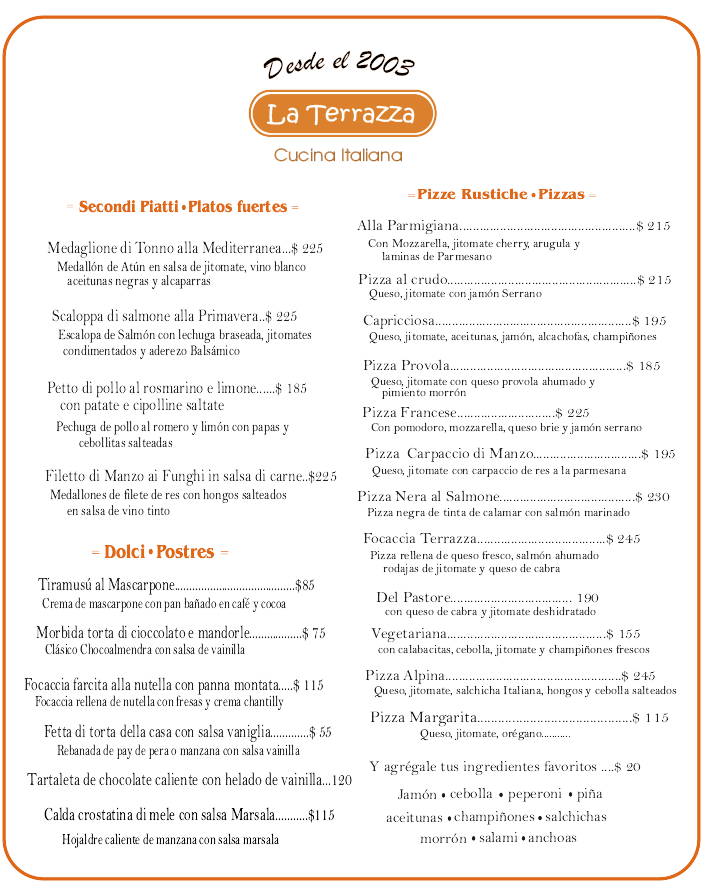 Desde el 2003
La Terrazza
Cucina Italiana
= Secondi Piatti • Platos fuertes =
Medaglione di Tonno alla Mediterranea...$ 225
Medallón de Atún en salsa de jitomate, vino blanco
aceitunas negras y alcaparras
Scaloppa di salmone alla Primavera..$ 225
Escalopa de Salmón con lechuga braseada, jitomates
condimentados y aderezo Balsámico
Petto di pollo al rosmarino e limone......$ 185
con patate e cipolline saltate
Pechuga de pollo al romero y limón con papas y
cebollitas salteadas
Filetto di Manzo ai Funghi in salsa di carne..$225
Medallones de filete de res con hongos salteados
en salsa de vino tinto
= Dolci • Postres =
Tiramusú al Mascarpone.........................................$85
Crema de mascarpone con pan bañado en café y cocoa
Morbida torta di cioccolato e mandorle..................$ 75
Clásico Chocoalmendra con salsa de vainilla
Focaccia farcita alla nutella con panna montata.....$ 115
Focaccia rellena de nutella con fresas y crema chantilly
Fetta di torta della casa con salsa vaniglia.............$ 55
Rebanada de pay de pera o manzana con salsa vainilla
Tartaleta de chocolate caliente con helado de vainilla...120
Calda crostatina di mele con salsa Marsala...........$115
Hojaldre caliente de manzana con salsa marsala
= Pizze Rustiche • Pizzas =
Alla Parmigiana....................................................$ 215
Con Mozzarella, jitomate cherry, arugula y
laminas de Parmesano
Pizza al crudo........................................................$ 215
Queso, jitomate con jamón Serrano
Capricciosa..........................................................$ 195
Queso, jitomate, aceitunas, jamón, alcachofas, champiñones
Pizza Provola....................................................$ 185
Queso, jitomate con queso provola ahumado y
pimiento morrón
Pizza Francese.............................$ 225
Con pomodoro, mozzarella, queso brie y jamón serrano
Pizza Carpaccio di Manzo................................$ 195
Queso, jitomate con carpaccio de res a la parmesana
Pizza Nera al Salmone........................................$ 230
Pizza negra de tinta de calamar con salmón marinado
Focaccia Terrazza......................................$ 245
Pizza rellena de queso fresco, salmón ahumado
rodajas de jitomate y queso de cabra
Del Pastore.................................... 190
con queso de cabra y jitomate deshidratado
Vegetariana...............................................$ 155
con calabacitas, cebolla, jitomate y champiñones frescos
Pizza Alpina....................................................$ 245
Queso, jitomate, salchicha Italiana, hongos y cebolla salteados
Pizza Margarita.............................................$ 115
Queso, jitomate, orégano..........
Y agrégale tus ingredientes favoritos ....$ 20
Jamón • cebolla • peperoni • piña
aceitunas • champiñones • salchichas
morrón • salami • anchoas